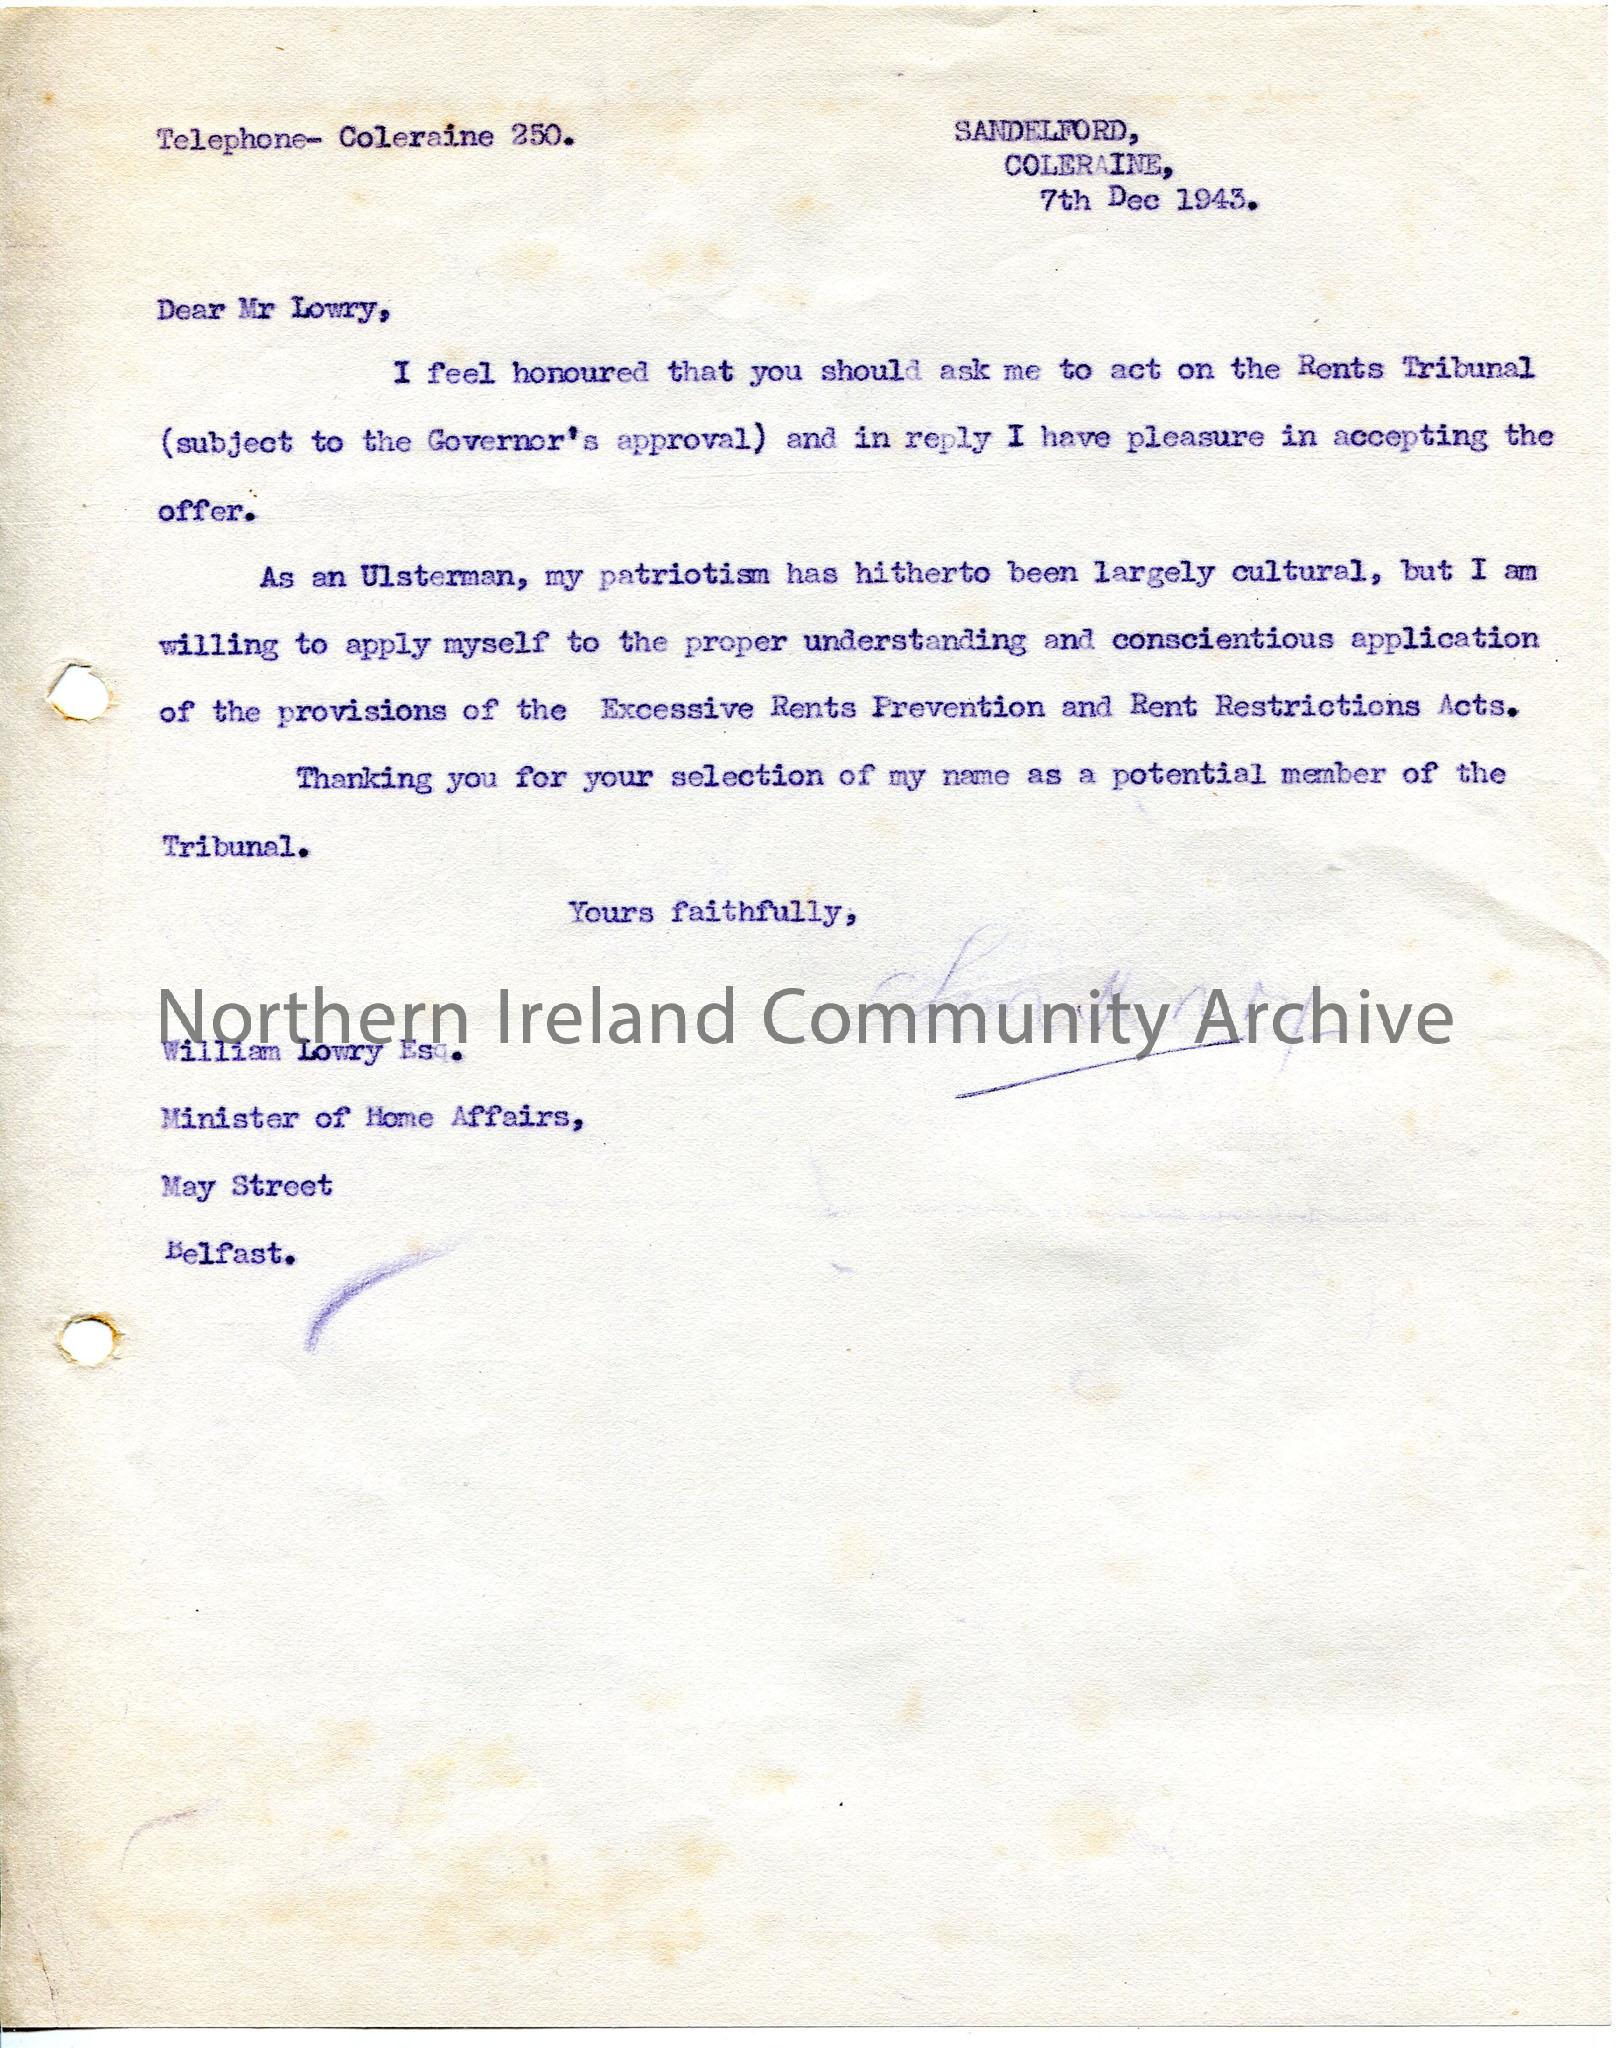 Telephone- Coleraine 250.
SANDELFORD,
COLERAINE,
7th Dec 1943.
Dear Mr Lowry,
I feel honoured that you should ask me to act on the Rents Tribunal
(subject to the Governor's approval) and in reply I have pleasure in accepting the
offer.
As an Ulsterman, my patriotism has hitherto been largely cultural, but I am
willing to apply myself to the proper understanding and conscientious application
of the provisions of the Excessive Rents Prevention and Rent Restrictions Acts.
Thanking you for your selection of my name as a potential member of the
Tribunal.
Yours faithfully,
Northern Ireland Community Archive
William Lowry Esq.
Minister of Home Affairs,
May Street
Belfast.